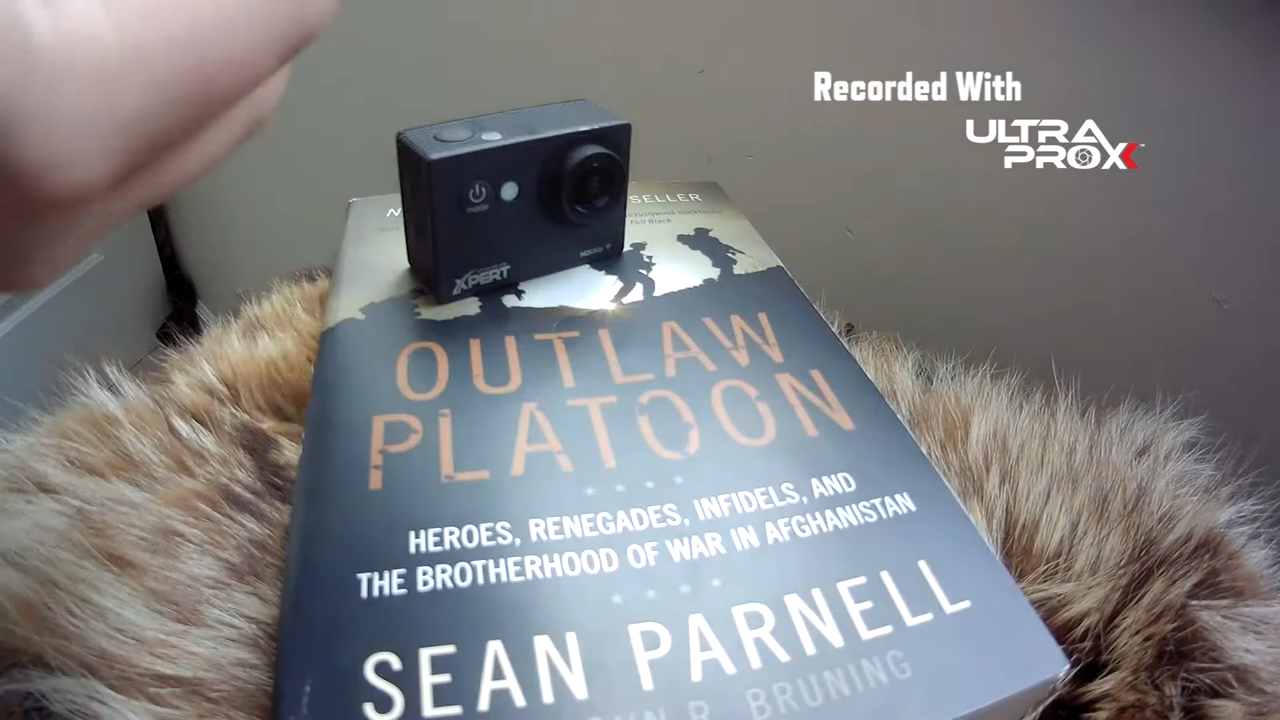 Recorded With
ULTRA
PROX
SELLER
mode
XPERT
OUTLAW
PLATOON
HEROES, RENEGADES, INFIDELS, AND
THE BROTHERHOOD OF WAR IN AFGHANISTAN
SEAN PARNELL
R. BRUNING